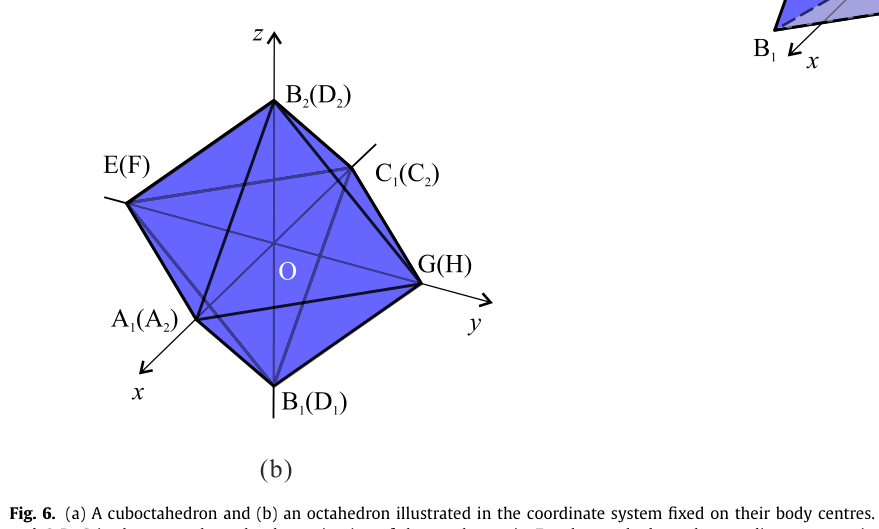 z
B₂(D₂)
E(F)
C₁(C₂)
O
G(H)
A₁(A₂)
y
x
B₁(D₁)
(b)
B₁
x
Fig. 6. (a) A cuboctahedron and (b) an octahedron illustrated in the coordinate system fixed on their body centres.